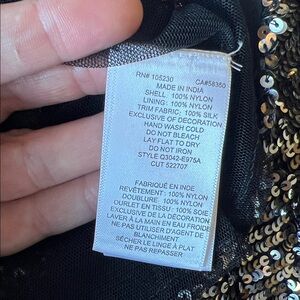 RN# 105230 CA#58350
MADE IN INDIA
SHELL: 100% NYLON
LINING: 100% NYLON
TRIM FABRIC: 100% SILK
EXCLUSIVE OF DECORATION
HAND WASH COLD
DO NOT BLEACH
LAY FLAT TO DRY
DO NOT IRON
STYLE Q3042-E975A
CUT 522707
FABRIQUÉ EN INDE
REVÊTEMENT: 100% NYLON
DOUBLURE: 100% NYLON
OURLET EN TISSU: 100% SOIE
EXCLUSIVE DE LA DÉCORATION
LAVER À LA MAIN EN EAU FROIDE
NE PAS UTILISER D'AGENT DE
BLANCHIMENT
SÉCHER LE LINGE À PLAT
NE PAS REPASSER